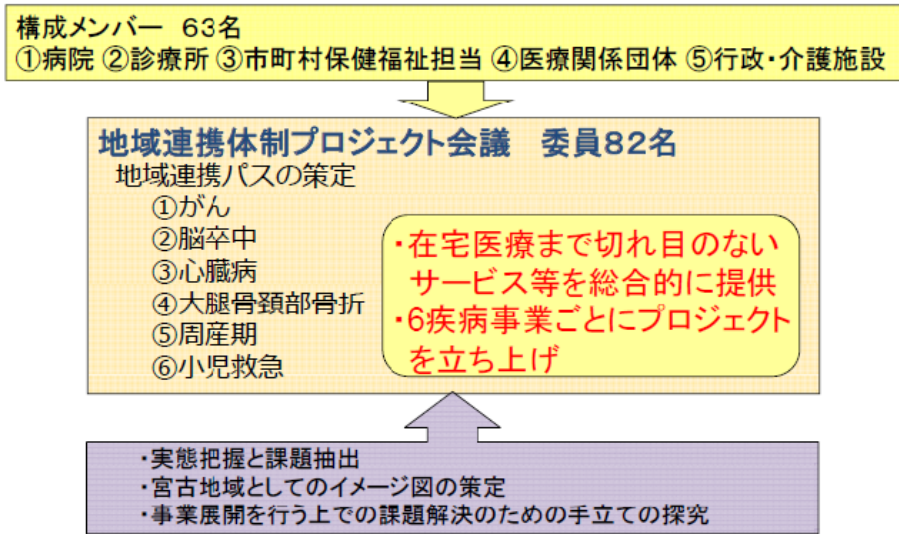 構成メンバー 63名
①病院 ②診療所 ③市町村保健福祉担当 ④医療関係団体 ⑤行政・介護施設
地域連携体制プロジェクト会議 委員82名
地域連携パスの策定
①がん
②脳卒中
③心臓病
④大腿骨頸部骨折
⑤周産期
⑥小児救急
・在宅医療まで切れ目のない
サービス等を総合的に提供
・6疾病事業ごとにプロジェクト
を立ち上げ
・実態把握と課題抽出
・宮古地域としてのイメージ図の策定
・事業展開を行う上での課題解決のための手立ての探究